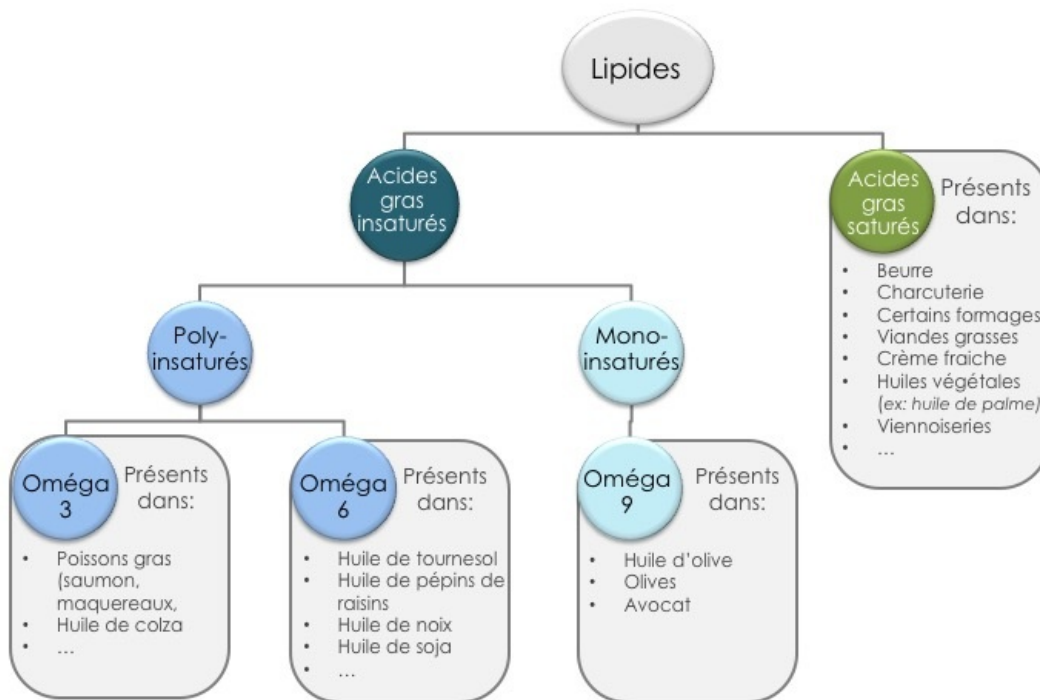 Lipides
Acides
gras
insaturés
Acides
gras
saturés
Présents
dans:
• Beurre
• Charcuterie
• Certains formages
• Viandes grasses
• Crème fraiche
• Huiles végétales
(ex: huile de palme)
• Viennoiseries
• ...
Poly-
insaturés
Mono-
insaturés
Oméga
3
Présents
dans:
• Poissons gras
(saumon,
maquereaux,
• Huile de colza
• ...
Oméga
6
Présents
dans:
• Huile de tournesol
• Huile de pépins de
raisins
• Huile de noix
• Huile de soja
• ...
Oméga
9
Présents
dans:
• Huile d'olive
• Olives
• Avocat